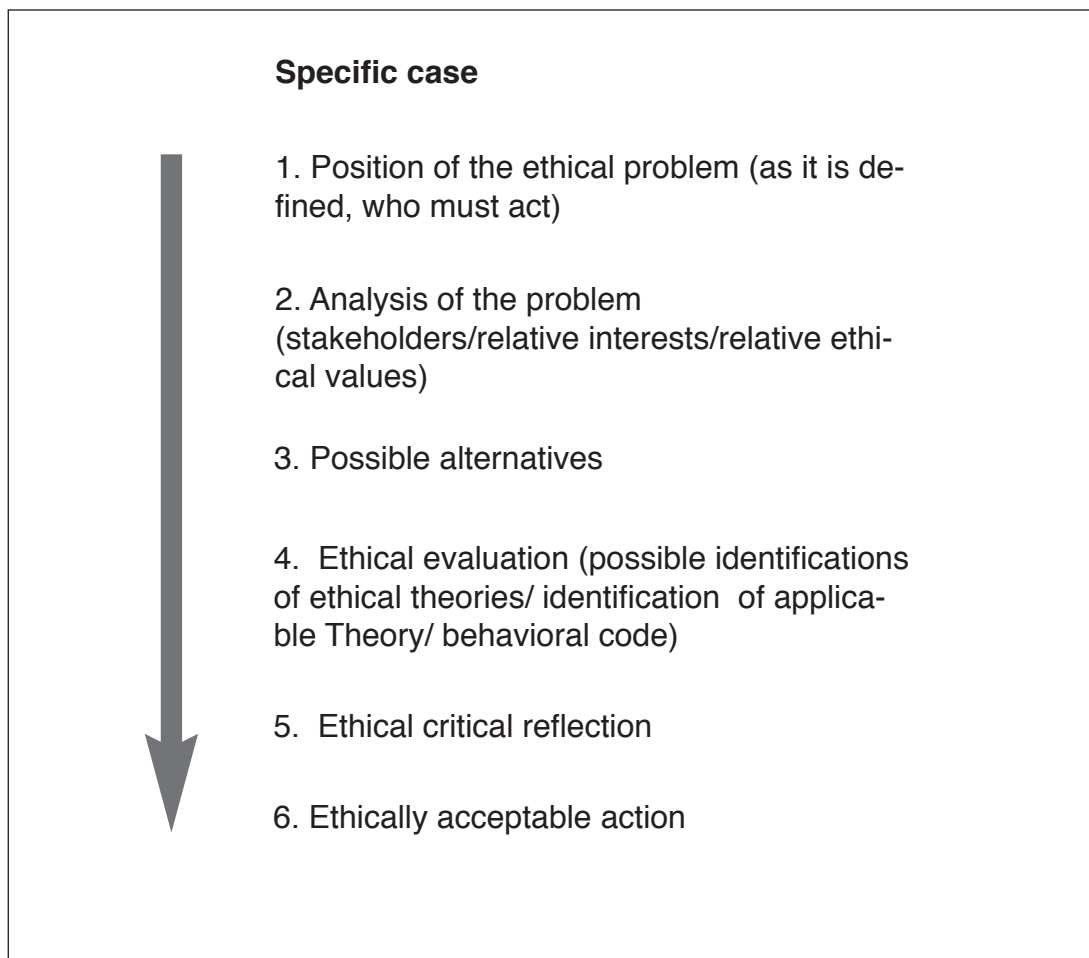 Specific case
1. Position of the ethical problem (as it is de-
fined, who must act)
2. Analysis of the problem
(stakeholders/relative interests/relative ethi-
cal values)
3. Possible alternatives
4.  Ethical evaluation (possible identifications
of ethical theories/ identification  of applica-
ble Theory/ behavioral code)
5.  Ethical critical reflection
6. Ethically acceptable action